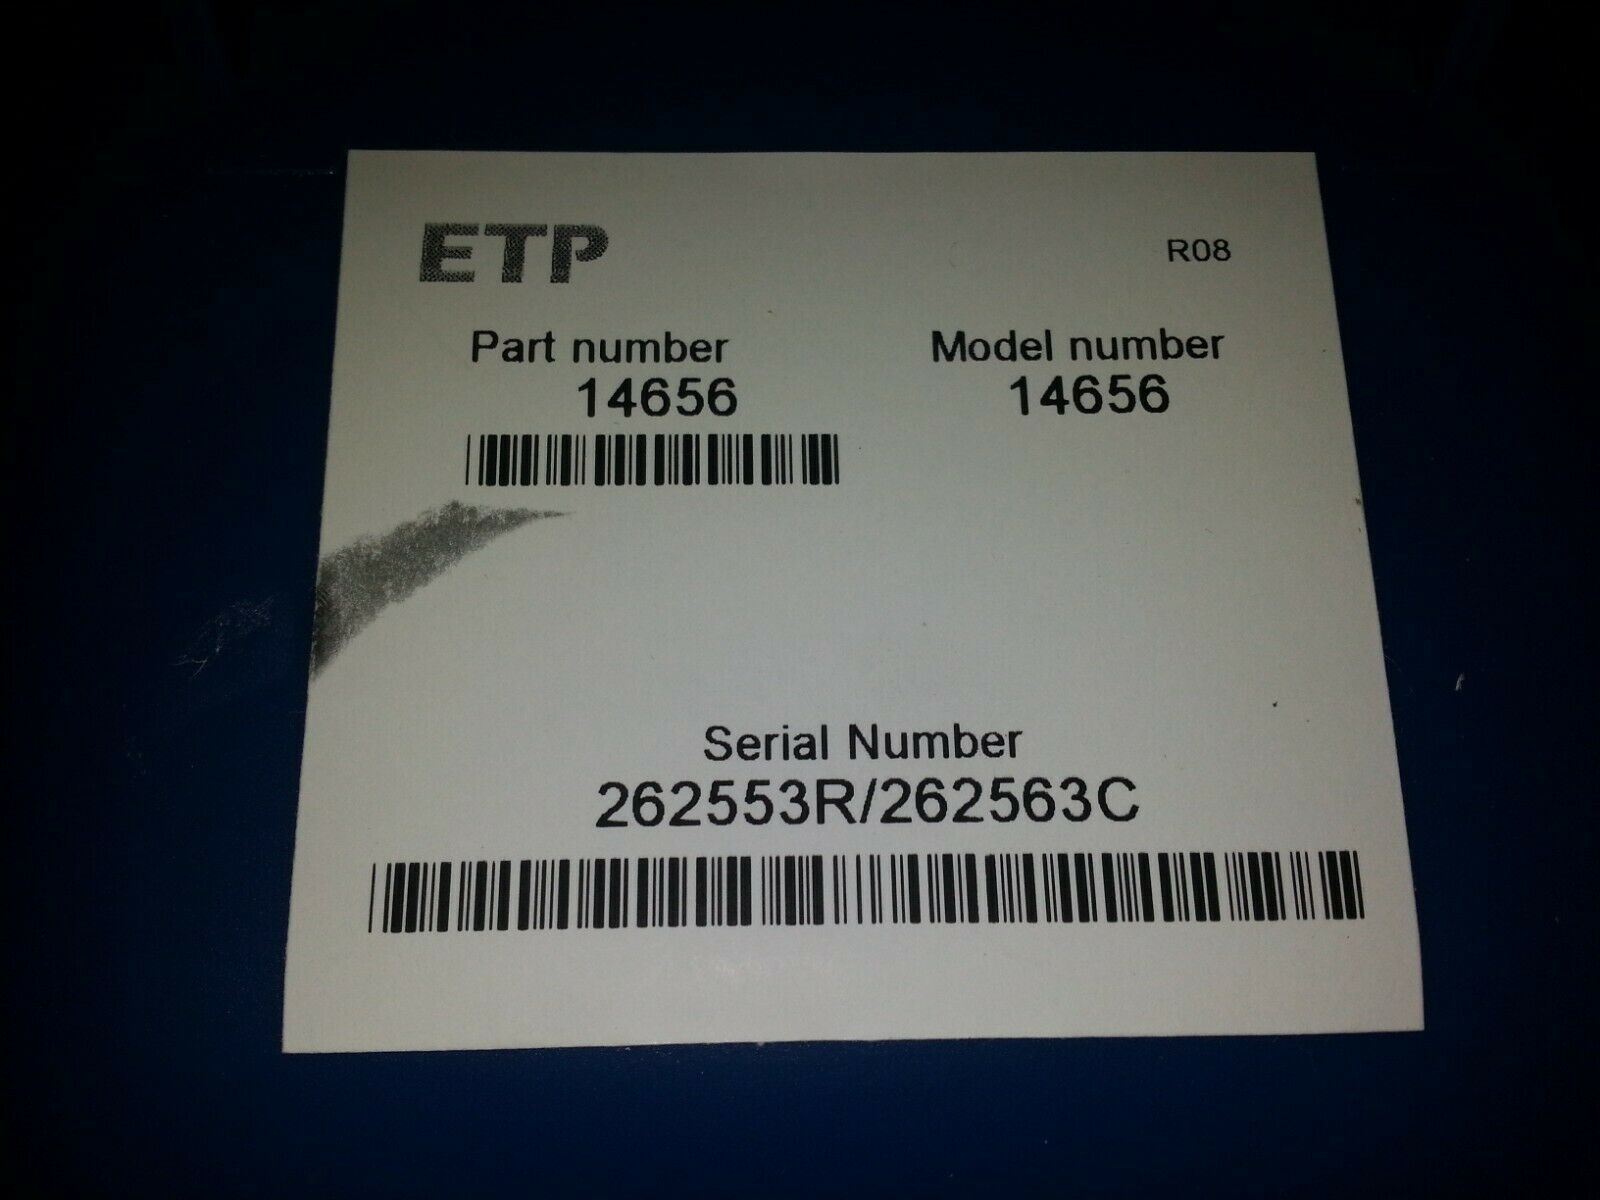 ETP
R08
Part number
Model number
14656
14656
Serial Number
262553R/262563C